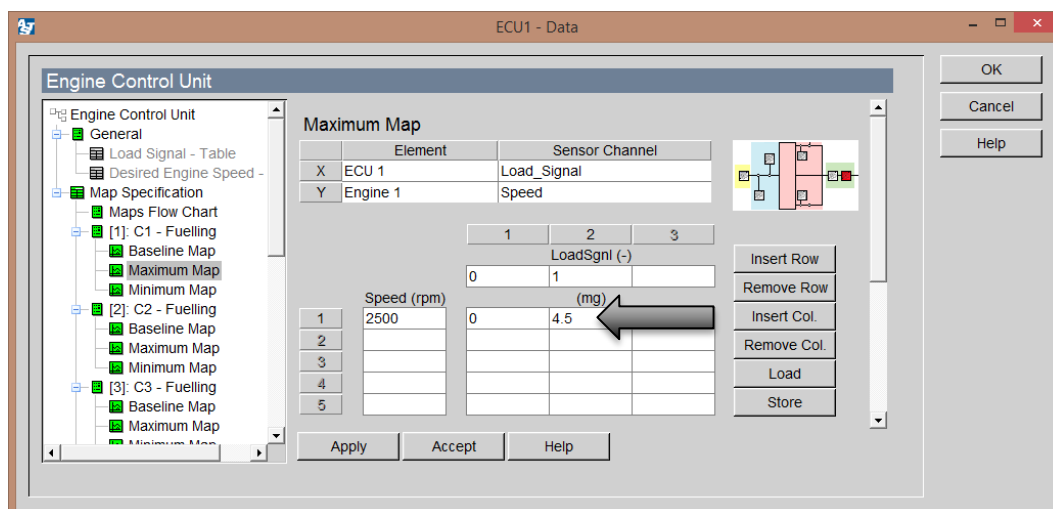 ECU1 - Data
Engine Control Unit
OK
Cancel
Help
Engine Control Unit
General
Load Signal - Table
Desired Engine Speed -
Map Specification
Maps Flow Chart
[1]: C1 - Fuelling
Baseline Map
Maximum Map
Minimum Map
[2]: C2 - Fuelling
Baseline Map
Maximum Map
Minimum Map
[3]: C3 - Fuelling
Baseline Map
Maximum Map
Minimum Map
Maximum Map
Element Sensor Channel
X ECU 1 Load_Signal
Y Engine 1 Speed
1 2 3
LoadSgnl (-)
0 1
Speed (rpm) (mg)
1 2500 0 4.5
2
3
4
5
Insert Row
Remove Row
Insert Col.
Remove Col.
Load
Store
Apply Accept Help